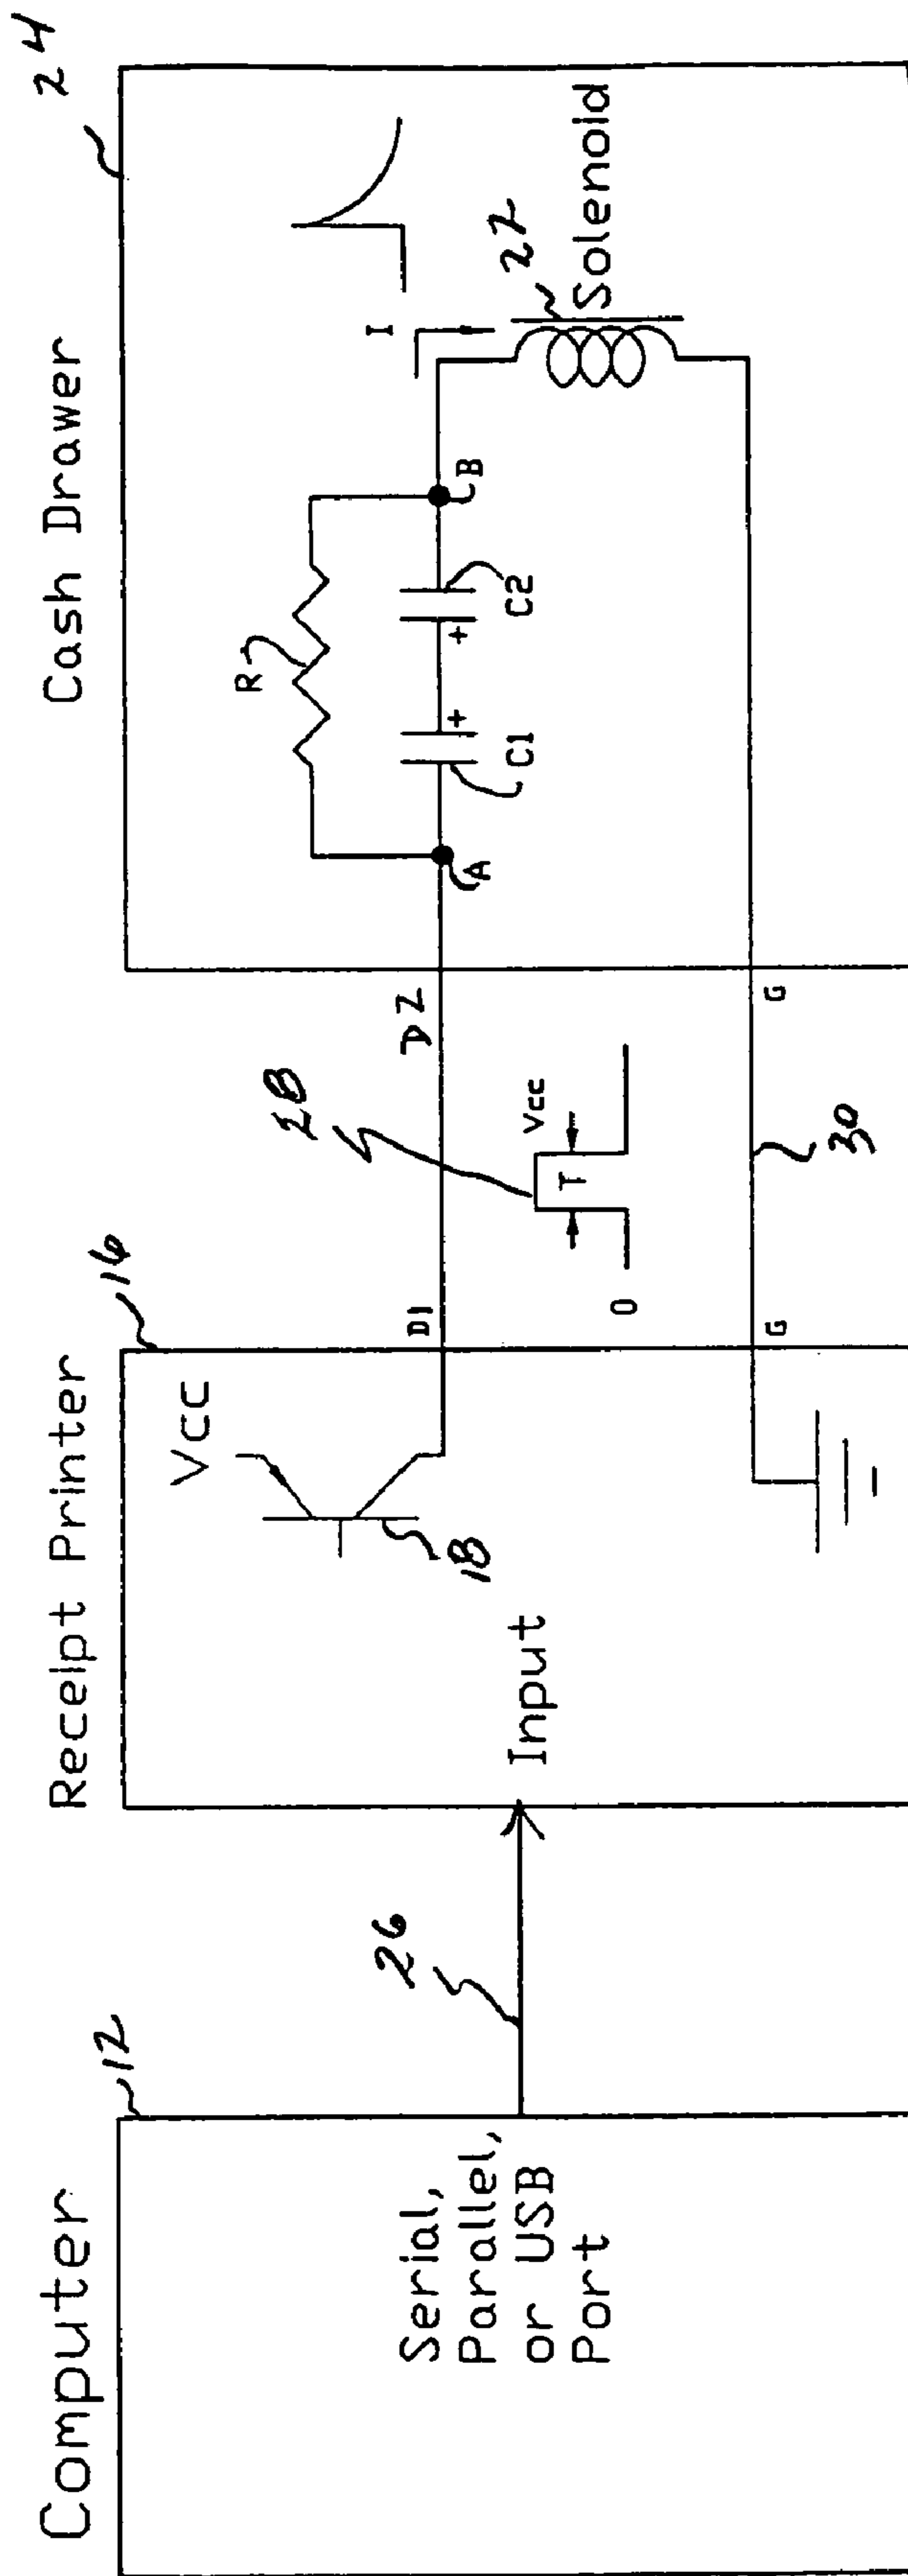 Computer
12
Serial,
Parallel,
or USB
Port
26
Receipt Printer
16
Input
Vcc
18
D1
G
28
Vcc
T
0
30
D2
G
Cash Drawer
24
R
A
C1
+
+
C2
B
I
22
Solenoid